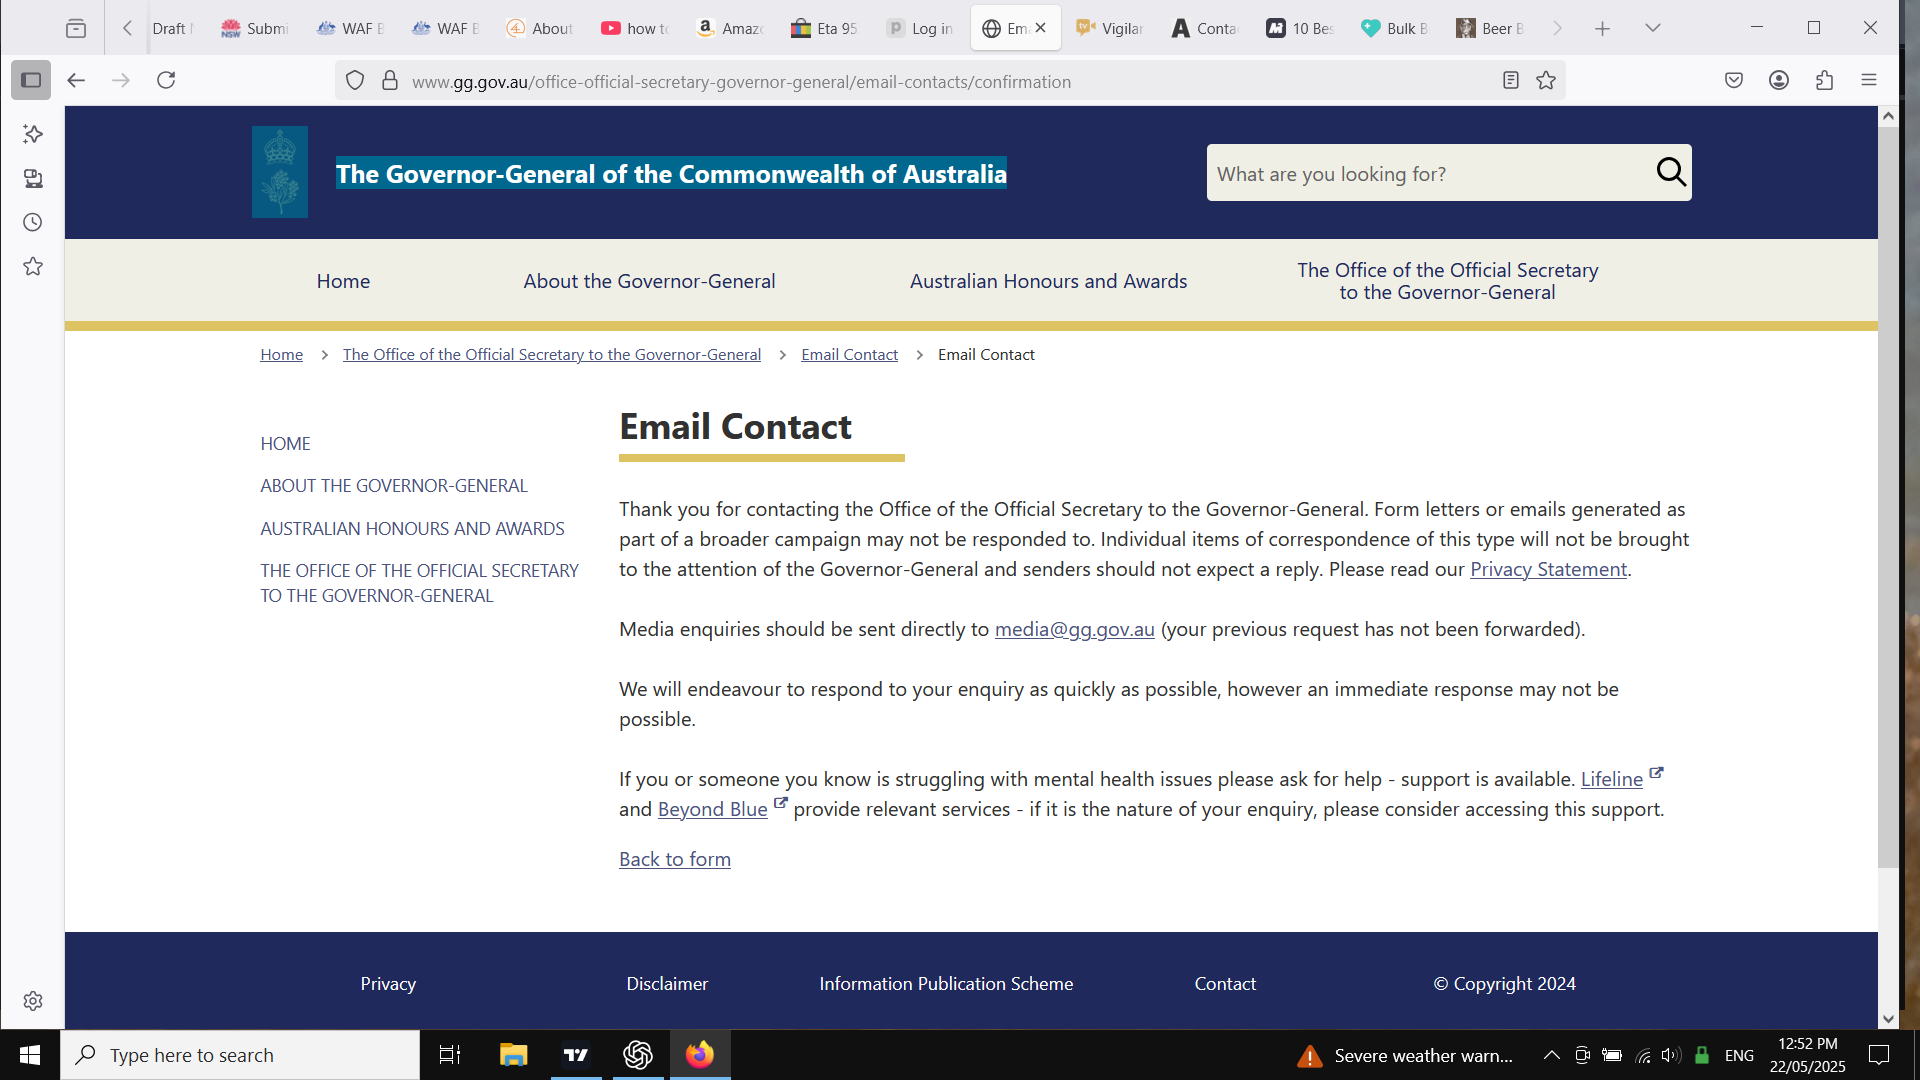 Draft
Submi
WAF B
WAF B
About
how to
Amazo
Eta 95
Log in
Em
Vigilar
Conta
10 Bes
Bulk B
Beer B
www.gg.gov.au/office-official-secretary-governor-general/email-contacts/confirmation
The Governor-General of the Commonwealth of Australia
What are you looking for?
Home
About the Governor-General
Australian Honours and Awards
The Office of the Official Secretary
to the Governor-General
Home > The Office of the Official Secretary to the Governor-General > Email Contact > Email Contact
HOME
ABOUT THE GOVERNOR-GENERAL
AUSTRALIAN HONOURS AND AWARDS
THE OFFICE OF THE OFFICIAL SECRETARY
TO THE GOVERNOR-GENERAL
Email Contact
Thank you for contacting the Office of the Official Secretary to the Governor-General. Form letters or emails generated as
part of a broader campaign may not be responded to. Individual items of correspondence of this type will not be brought
to the attention of the Governor-General and senders should not expect a reply. Please read our Privacy Statement.
Media enquiries should be sent directly to media@gg.gov.au (your previous request has not been forwarded).
We will endeavour to respond to your enquiry as quickly as possible, however an immediate response may not be
possible.
If you or someone you know is struggling with mental health issues please ask for help - support is available. Lifeline
and Beyond Blue provide relevant services - if it is the nature of your enquiry, please consider accessing this support.
Back to form
Privacy
Disclaimer
Information Publication Scheme
Contact
© Copyright 2024
Type here to search
Severe weather warn...
ENG
12:52 PM
22/05/2025